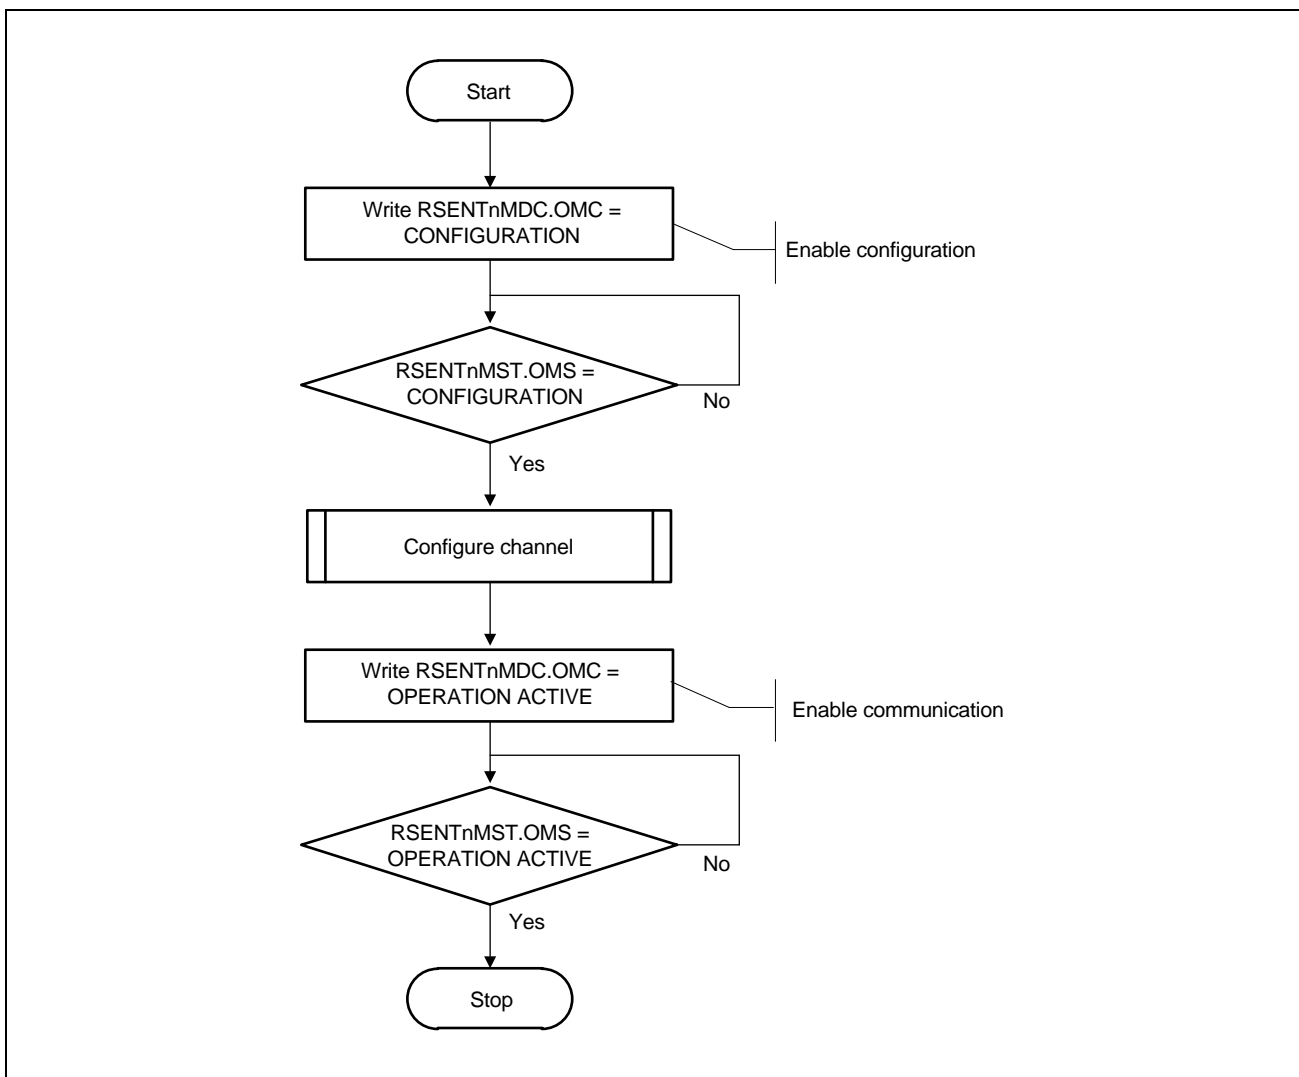 Start
Write RSENTnMDC.OMC =
CONFIGURATION
Enable configuration
RSENTnMST.OMS =
CONFIGURATION
No
Yes
Configure channel
Write RSENTnMDC.OMC =
OPERATION ACTIVE
Enable communication
RSENTnMST.OMS =
OPERATION ACTIVE
No
Yes
Stop